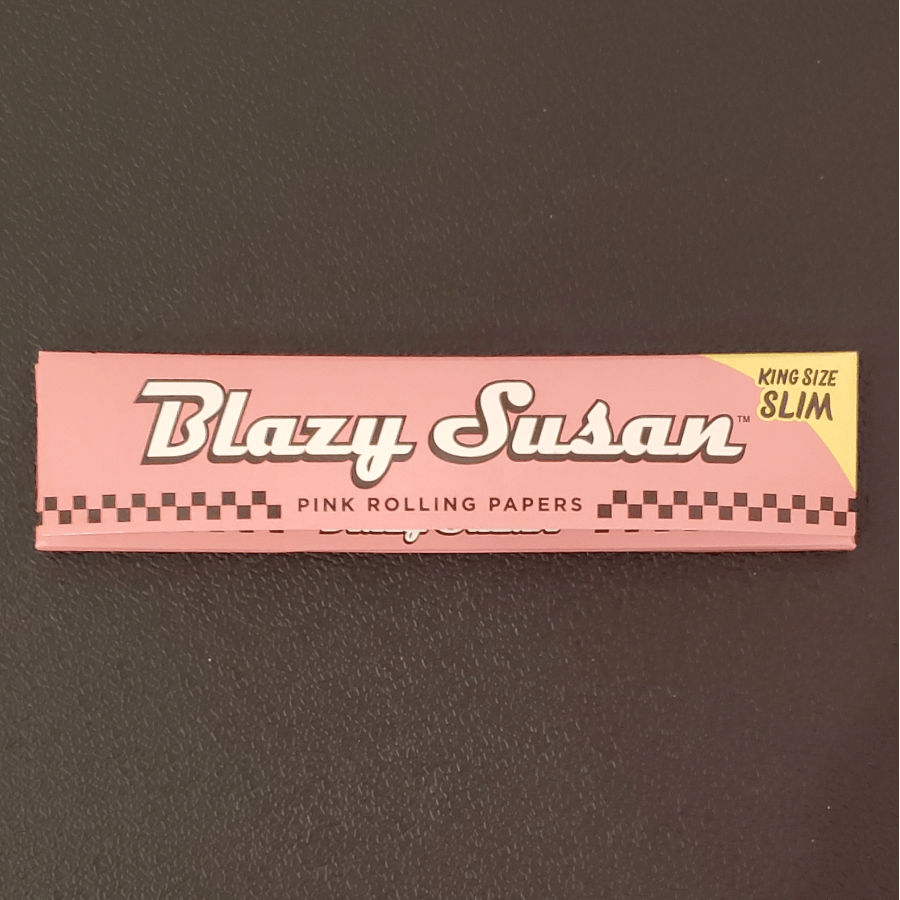 Blazy Susan™
KING SIZE
SLIM
PINK ROLLING PAPERS